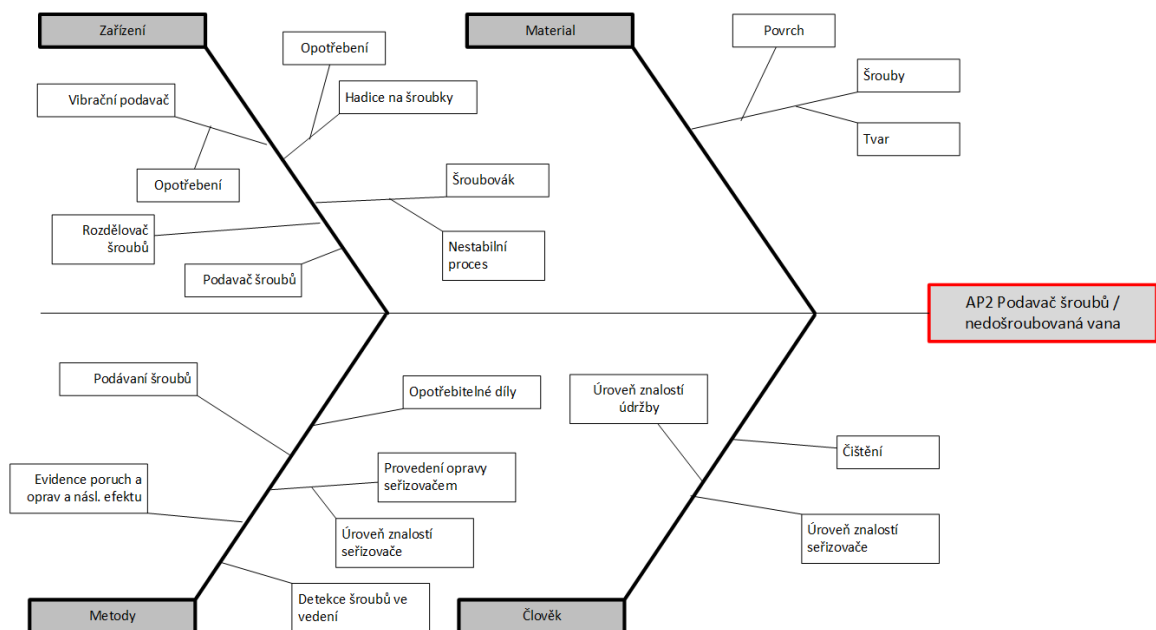 Zařízení
Material
Povrch
Opotřebení
Šrouby
Vibrační podavač
Hadice na šroubky
Tvar
Opotřebení
Šroubovák
Rozdělovač
šroubů
Nestabilní
proces
Podavač šroubů
AP2 Podavač šroubů /
nedošroubovaná vana
Podávaní šroubů
Opotřebitelné díly
Úroveň znalostí
údržby
Čištění
Evidence poruch a
oprav a násl. efektu
Provedení opravy
seřizovačem
Úroveň znalostí
seřizovače
Úroveň znalostí
seřizovače
Detekce šroubů ve
vedení
Metody
Člověk